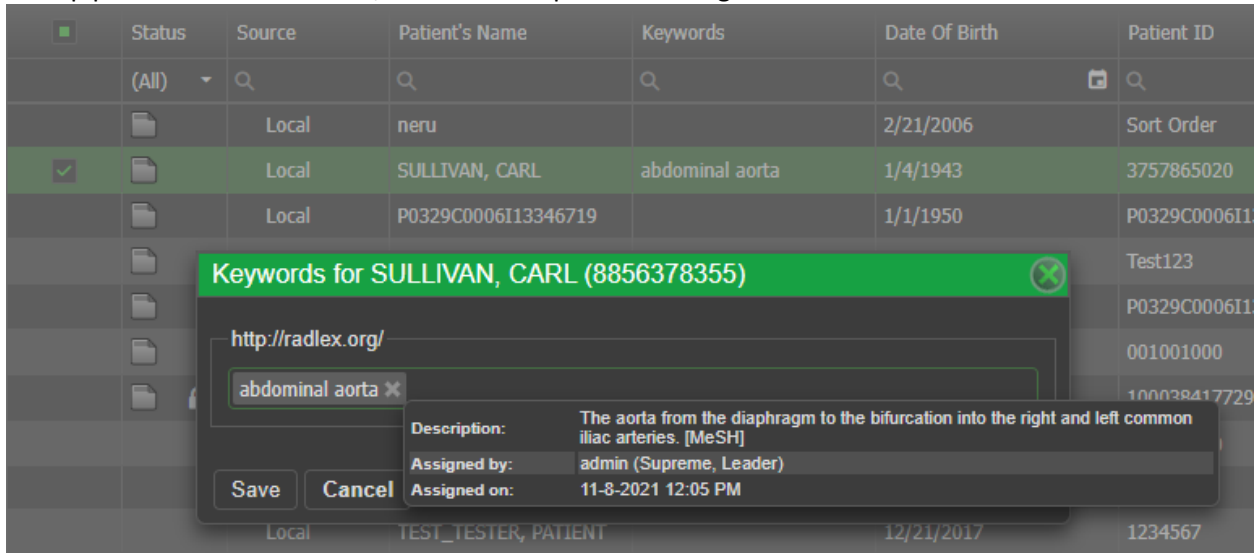 Status Source Patient's Name Keywords Date Of Birth Patient ID
(All)
Local neru 2/21/2006 Sort Order
Local SULLIVAN, CARL abdominal aorta 1/4/1943 3757865020
Local P0329C0006I13346719 1/1/1950 P0329C0006I1
Test123
Keywords for SULLIVAN, CARL (8856378355)
P0329C0006I1
http://radlex.org/
001001000
abdominal aorta
100038417729
Description: The aorta from the diaphragm to the bifurcation into the right and left common
iliac arteries. [MeSH]
Assigned by: admin (Supreme, Leader)
Save Cancel Assigned on: 11-8-2021 12:05 PM
Local TEST_TESTER, PATIENT 12/21/2017 1234567